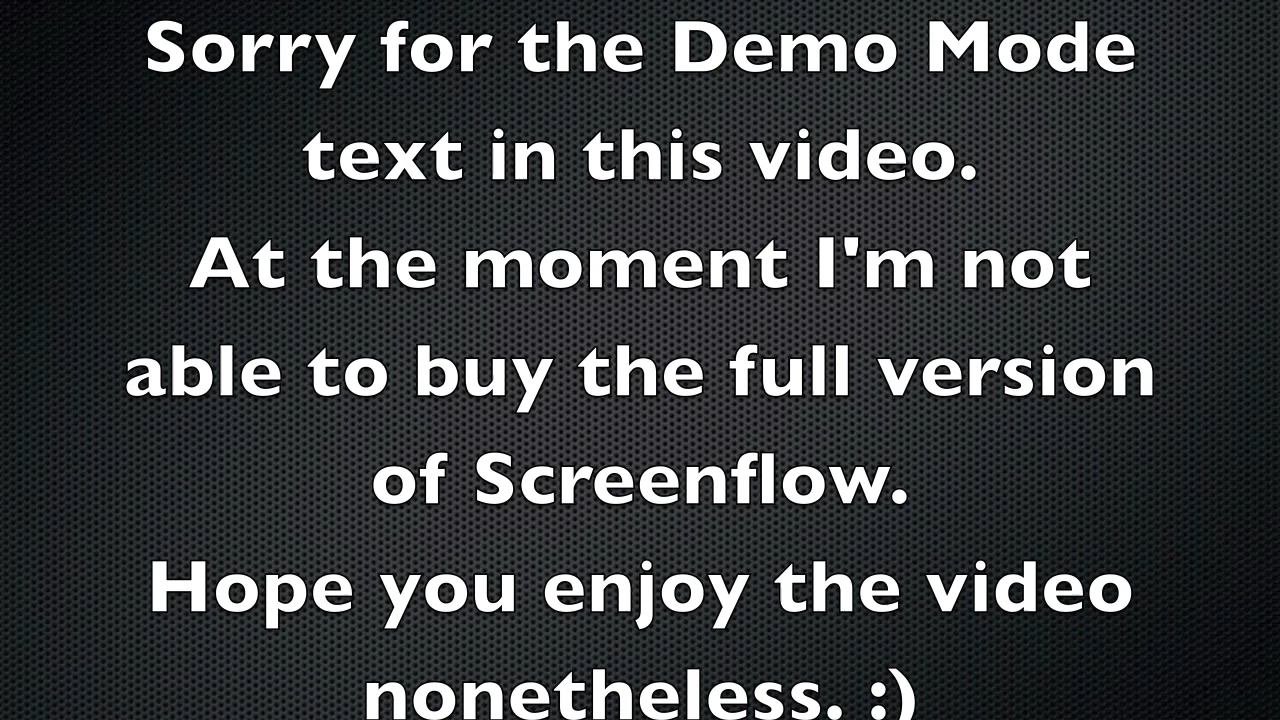 Sorry for the Demo Mode
text in this video.
At the moment I'm not
able to buy the full version
of Screenflow.
Hope you enjoy the video
nonetheless. :)